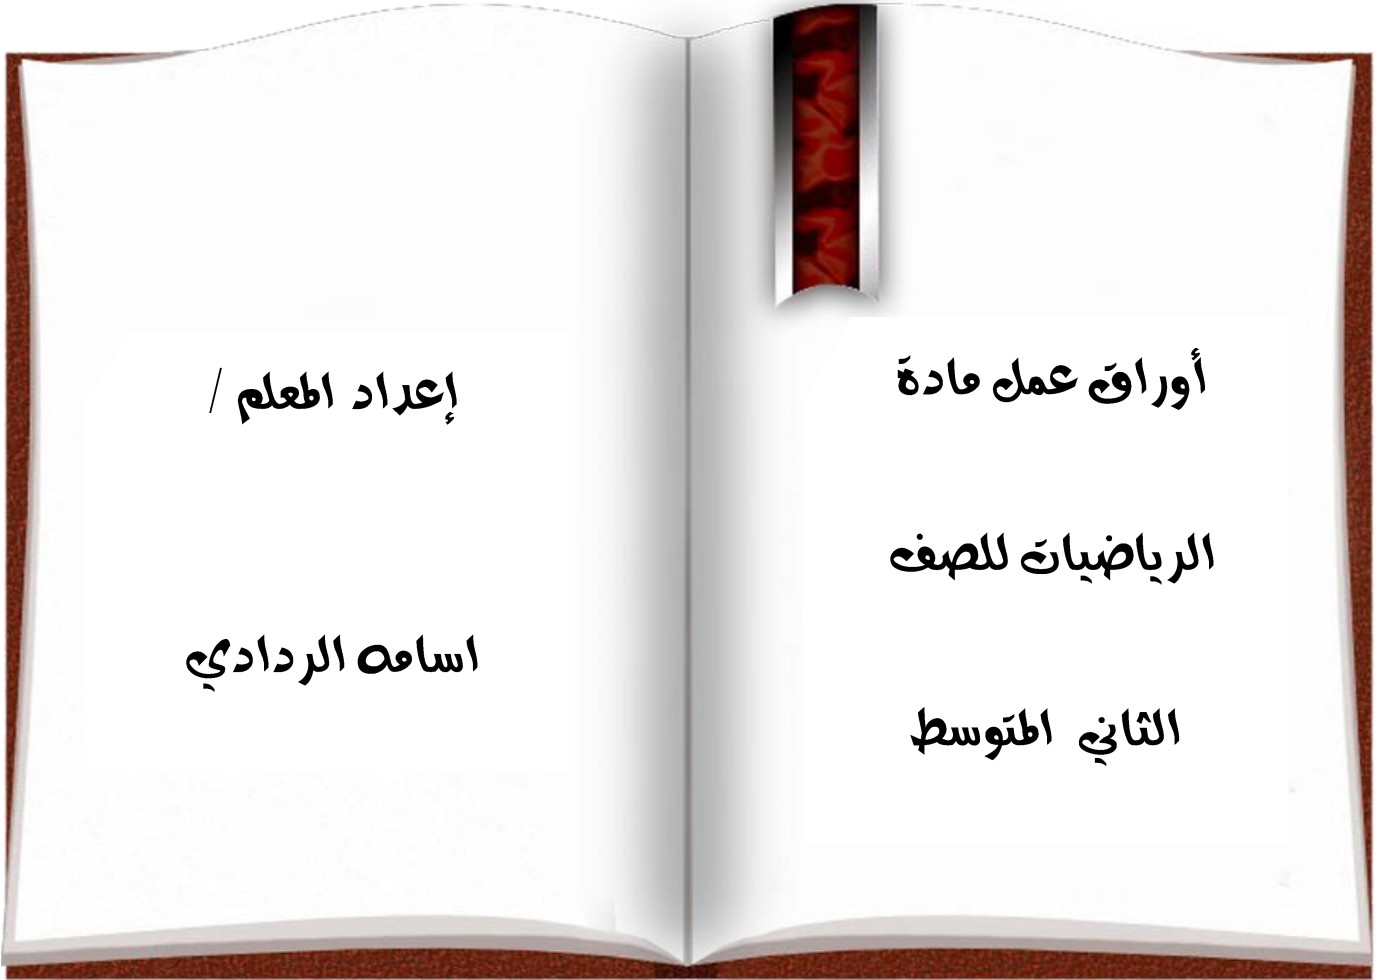 أوراق عمل مادة
الرياضيات للصف
الثاني المتوسط
إعداد المعلم /
اسامه الردادي